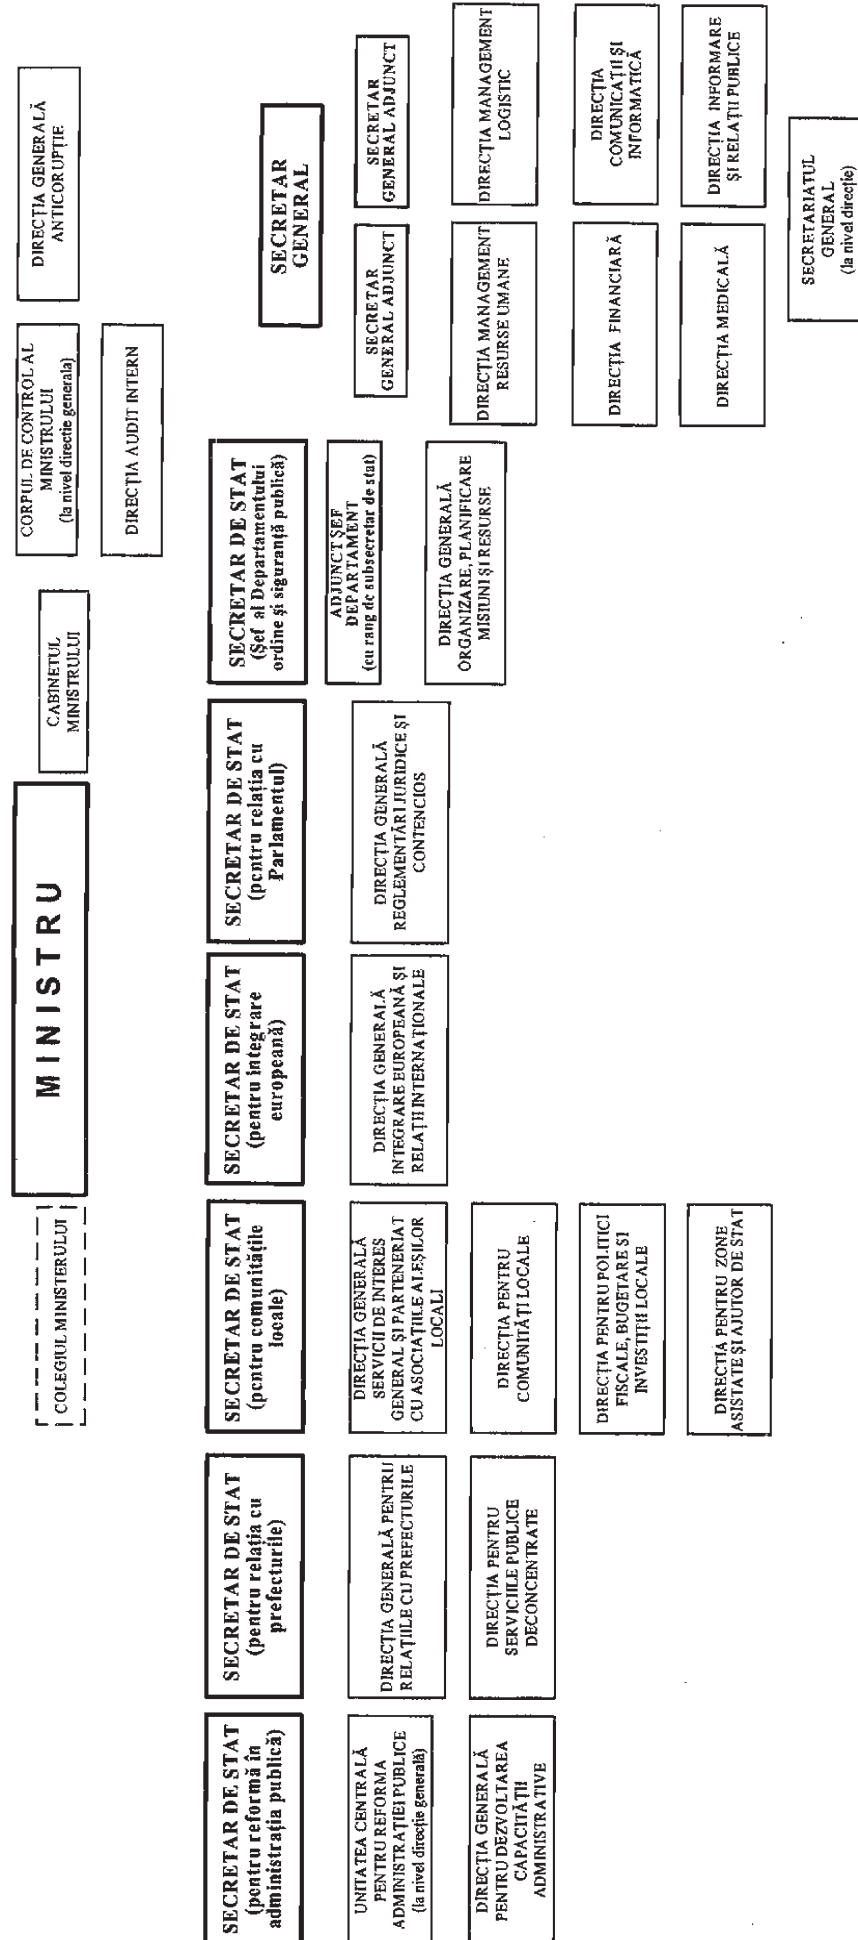 COLEGIUL MINISTERULUI
MINISTRU
CABINETUL
MINISTRULUI
CORPUL DE CONTROL AL
MINISTRULUI
(la nivel directie generala)
DIRECȚIA GENERALĂ
ANTICORUPȚIE
DIRECȚIA AUDIT INTERN
SECRETAR DE STAT
(pentru reformă în
administrația publică)
SECRETAR DE STAT
(pentru relația cu
prefecturile)
SECRETAR DE STAT
(pentru comunitățile
locale)
SECRETAR DE STAT
(pentru integrare
europeană)
SECRETAR DE STAT
(pentru relația cu
Parlamentul)
SECRETAR DE STAT
(Șef al Departamentului
ordine și siguranță publică)
SECRETAR
GENERAL
ADJUNCT ȘEF
DEPARTAMENT
(cu rang de subsecretar de stat)
SECRETAR
GENERAL ADJUNCT
SECRETAR
GENERAL ADJUNCT
UNITATEA CENTRALĂ
PENTRU REFORMA
ADMINISTRAȚIEI PUBLICE
(la nivel direcție generală)
DIRECȚIA GENERALĂ PENTRU
RELAȚIILE CU PREFECTURILE
DIRECȚIA GENERALĂ
SERVICII DE INTERES
GENERAL ȘI PARTENERIAT
CU ASOCIAȚIILE ALEȘILOR
LOCALI
DIRECȚIA GENERALĂ
INTEGRARE EUROPEANĂ ȘI
RELAȚII INTERNAȚIONALE
DIRECȚIA GENERALĂ
REGLEMENTĂRI JURIDICE ȘI
CONTENCIOS
DIRECȚIA GENERALĂ
ORGANIZARE, PLANIFICARE
MISIUNI ȘI RESURSE
DIRECȚIA MANAGEMENT
RESURSE UMANE
DIRECȚIA MANAGEMENT
LOGISTIC
DIRECȚIA GENERALĂ
PENTRU DEZVOLTAREA
CAPACITĂȚII
ADMINISTRATIVE
DIRECȚIA PENTRU
SERVICIILE PUBLICE
DECONCENTRATE
DIRECȚIA PENTRU
COMUNITĂȚI LOCALE
DIRECȚIA FINANCIARĂ
DIRECȚIA
COMUNICAȚII ȘI
INFORMATICĂ
DIRECȚIA PENTRU POLITICI
FISCALE, BUGETARE SI
INVESTIȚII LOCALE
DIRECȚIA MEDICALĂ
DIRECȚIA INFORMARE
ȘI RELAȚII PUBLICE
DIRECȚIA PENTRU ZONE
ASISTATE ȘI AJUTOR DE STAT
SECRETARIATUL
GENERAL
(la nivel direcție)